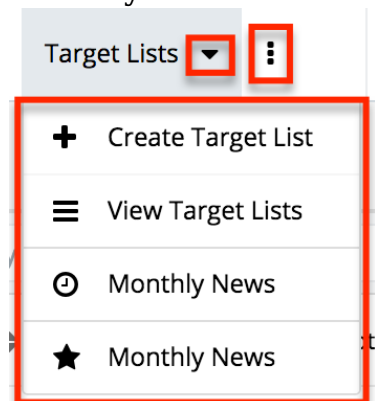 Target Lists
Create Target List
View Target Lists
Monthly News
Monthly News